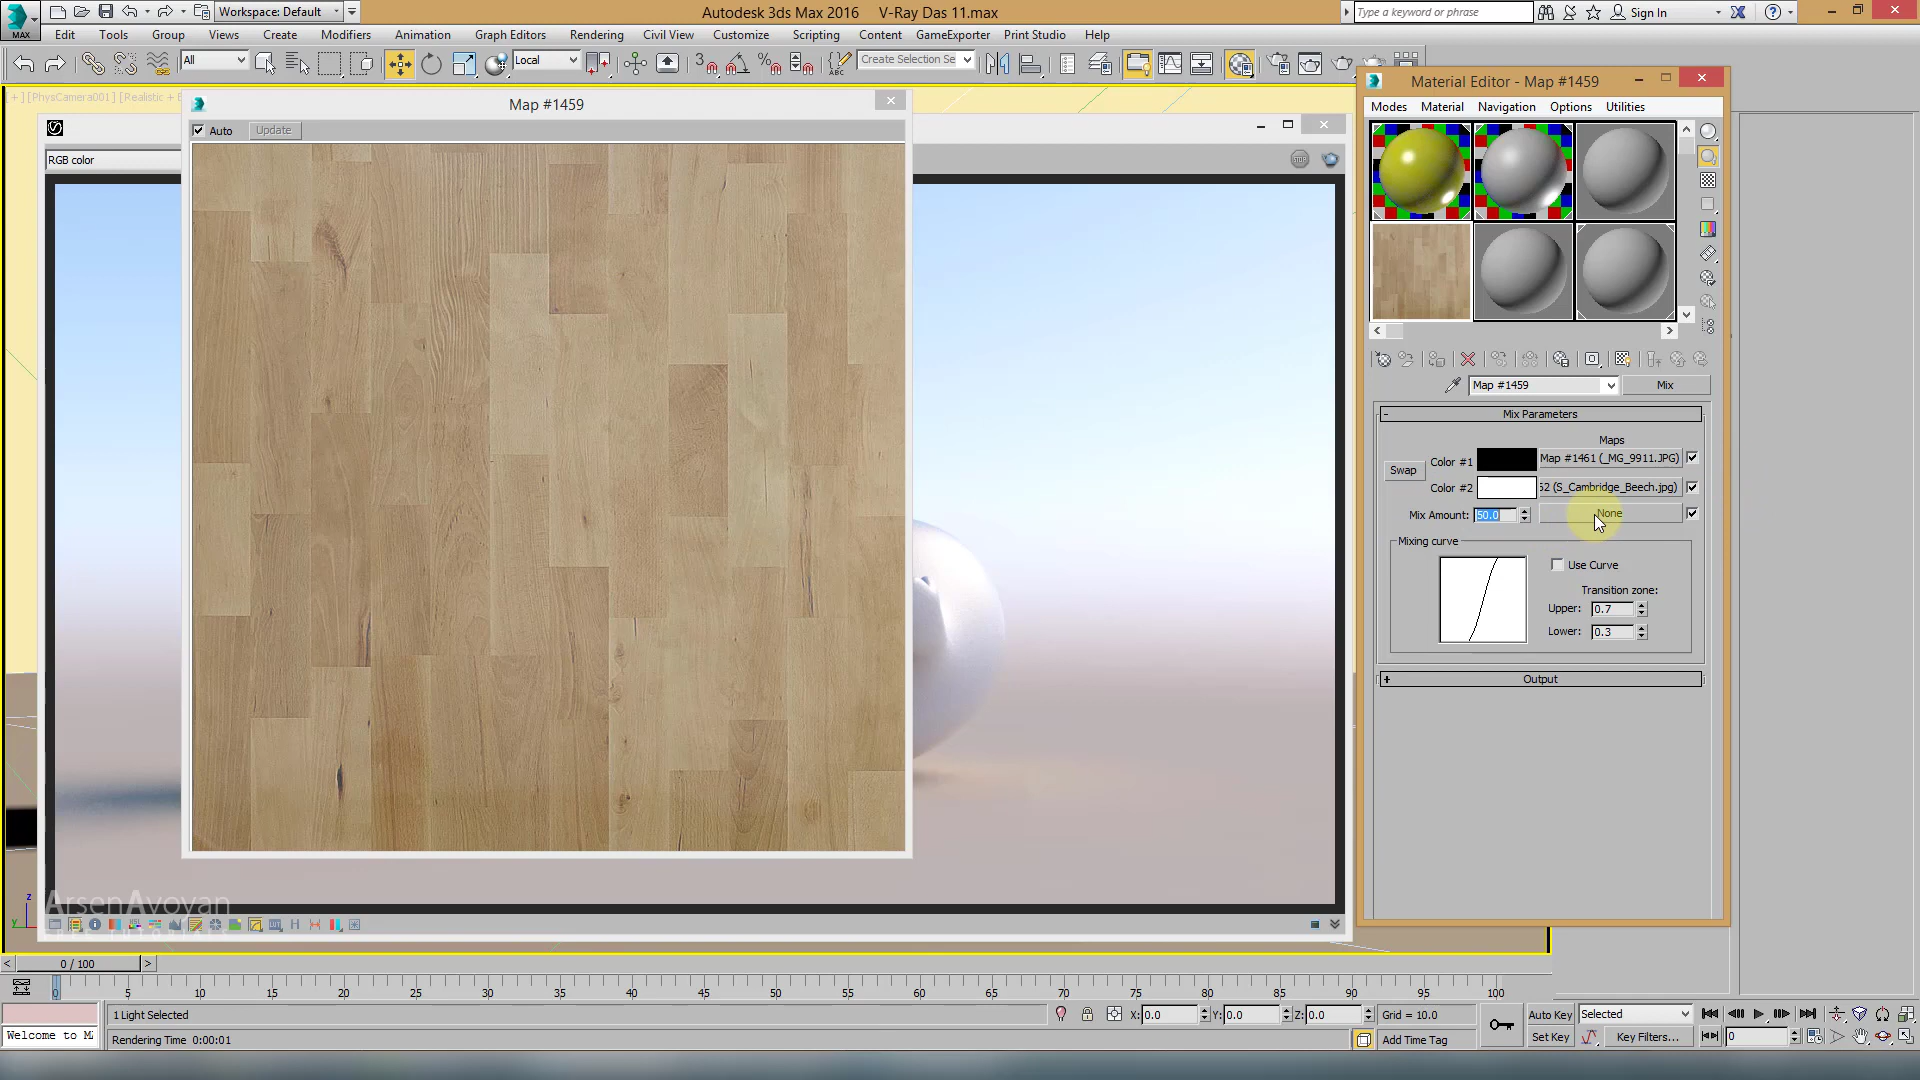 MAX
Workspace: Default
Autodesk 3ds Max 2016
V-Ray Das 11.max
Type a keyword or phrase
Sign In
Edit
Tools
Group
Views
Create
Modifiers
Animation
Graph Editors
Rendering
Civil View
Customize
Scripting
Content
GameExporter
Print Studio
Help
All
Local
3
ABC
Create Selection Se
[+] [PhysCamera001] [Realistic +
Map #1459
Auto
Update
RGB color
STOP
Material Editor - Map #1459
Modes
Material
Navigation
Options
Utilities
Map #1459
Mix
Mix Parameters
Maps
Swap
Color #1
Map #1461 (_MG_9911.JPG)
Color #2
52 (S_Cambridge_Beech.jpg)
Mix Amount:
50.0
None
Mixing curve
Use Curve
Transition zone:
Upper:
0.7
Lower:
0.3
Output
ArsenAvoyan
z
y
0 / 100
0
5
10
15
20
25
30
35
40
45
50
55
60
65
70
75
80
85
90
95
100
1 Light Selected
X:
0.0
Y:
0.0
Z:
0.0
Grid = 10.0
Auto Key
Selected
Welcome to M
Rendering Time 0:00:01
Add Time Tag
Set Key
Key Filters...
0